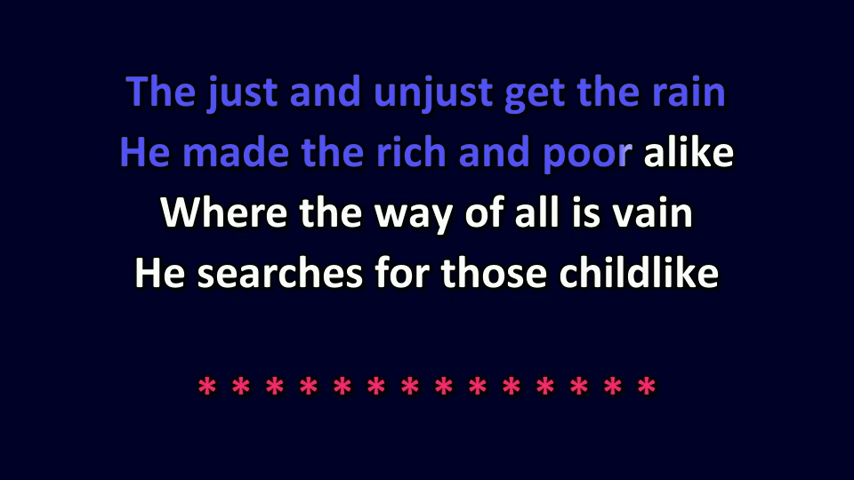 The just and unjust get the rain
He made the rich and poor alike
Where the way of all is vain
He searches for those childlike
* * * * * * * * * * * * * *